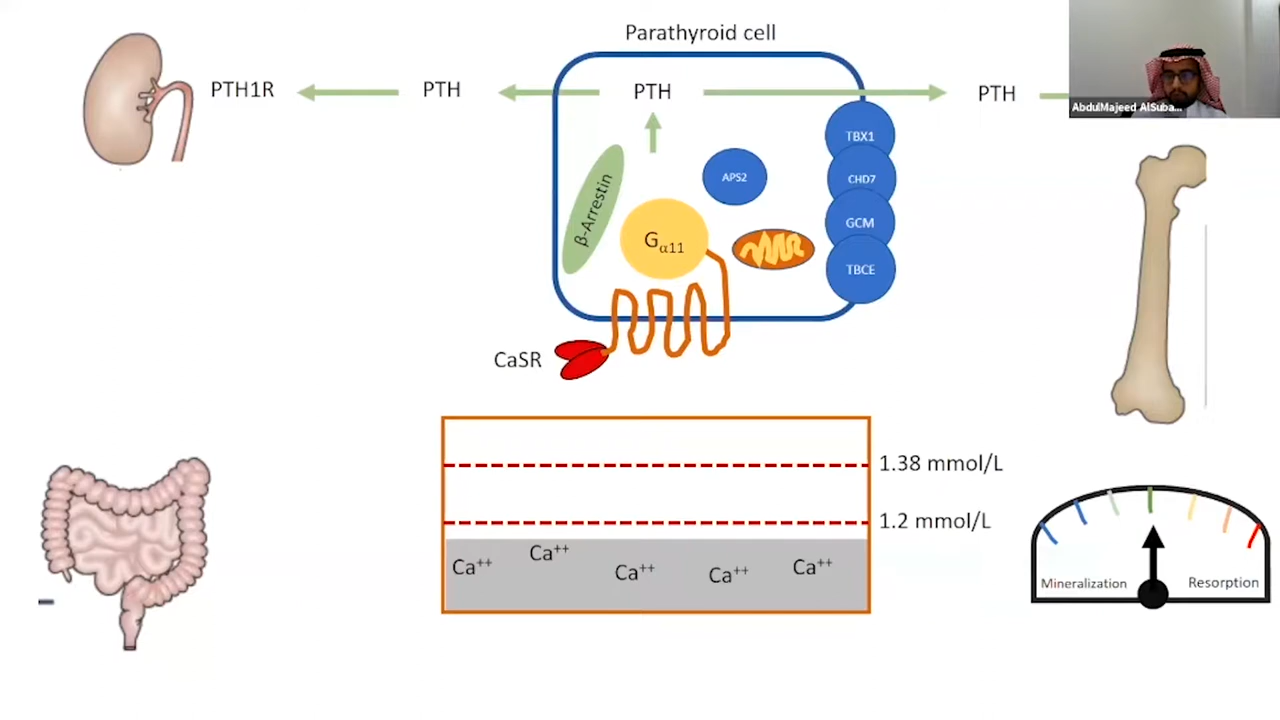 Parathyroid cell
PTH1R
PTH
PTH
PTH
AbdulMajeed AlSuba...
TBX1
CHD7
GCM
TBCE
APS2
β-Arrestin
Gα11
CaSR
1.38 mmol/L
1.2 mmol/L
Ca++
Ca++
Ca++
Ca++
Ca++
Mineralization
Resorption